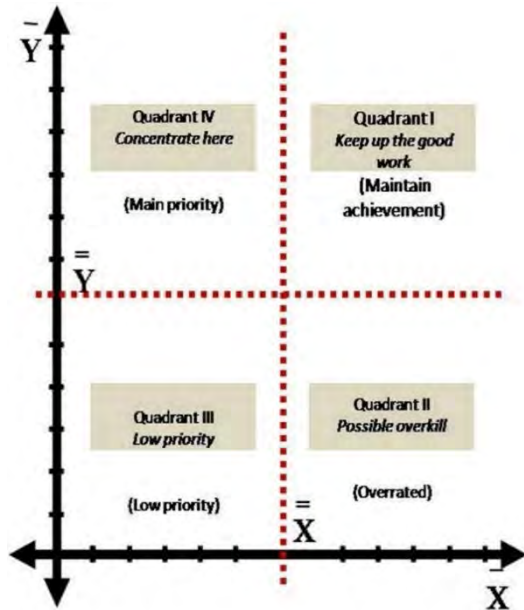 Y̅
Quadrant IV
Concentrate here
(Main priority)
Quadrant I
Keep up the good
work
(Maintain
achievement)
Y̿
Quadrant III
Low priority
(Low priority)
Quadrant II
Possible overkill
(Overrated)
X̿
X̅